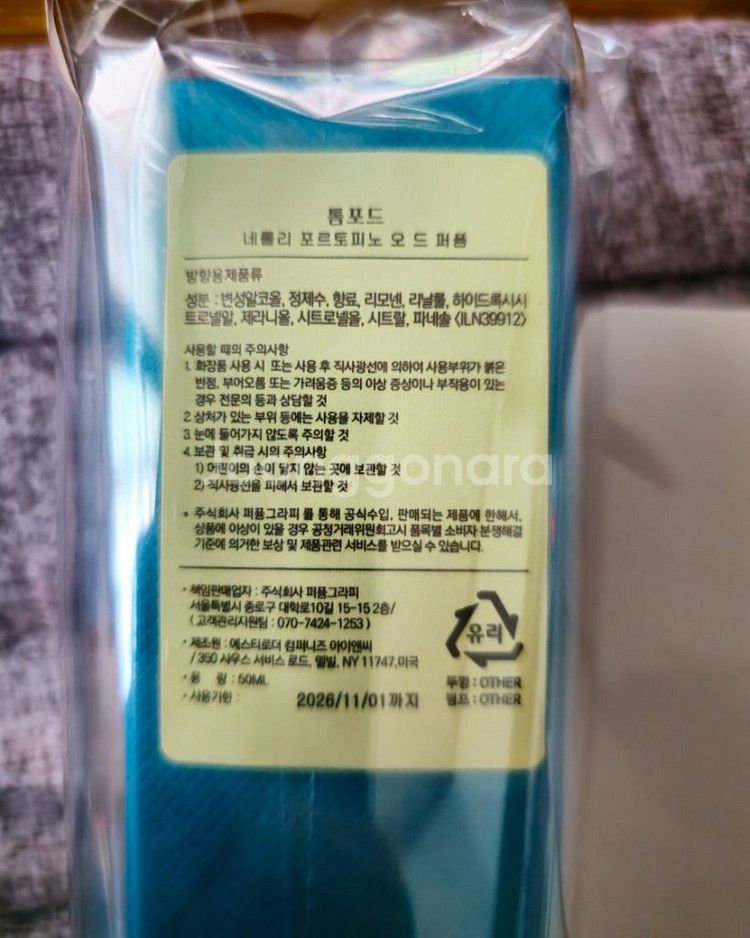 톰포드
네롤리 포르토피노 오 드 퍼퓸
방향용제품류
성분 : 변성알코올, 정제수, 향료, 리모넨, 리날룰, 하이드록시시
트로넬알, 제라니올, 시트로넬올, 시트랄, 파네솔 <ILN39912>
사용할 때의 주의사항
1. 화장품 사용 시 또는 사용 후 직사광선에 의하여 사용부위가 붉은
반점, 부어오름 또는 가려움증 등의 이상 증상이나 부작용이 있는
경우 전문의 등과 상담할 것
2. 상처가 있는 부위 등에는 사용을 자제할 것
3. 눈에 들어가지 않도록 주의할 것
4. 보관 및 취급 시의 주의사항
1) 어린이의 손이 닿지 않는 곳에 보관할 것
2) 직사광선을 피해서 보관할 것
• 주식회사 퍼퓸그라피를 통해 공식수입, 판매되는 제품에 한해서,
상품에 이상이 있을 경우 공정거래위원회고시 품목별 소비자 분쟁해결
기준에 의거한 보상 및 제품관련 서비스를 받으실 수 있습니다.
• 책임판매업자 : 주식회사 퍼퓸그라피
서울특별시 종로구 대학로10길 15-15 2층/
( 고객관리지원팀 : 070-7424-1253 )
• 제조원 : 에스티로더 컴퍼니즈 아이엔씨
/ 350 사우스 서비스 로드, 멜빌, NY 11747,미국
• 용 량 : 50ML
• 사용기한 : 2026/11/01까지
유리
뚜껑 : OTHER
펌프 : OTHER
ggonara